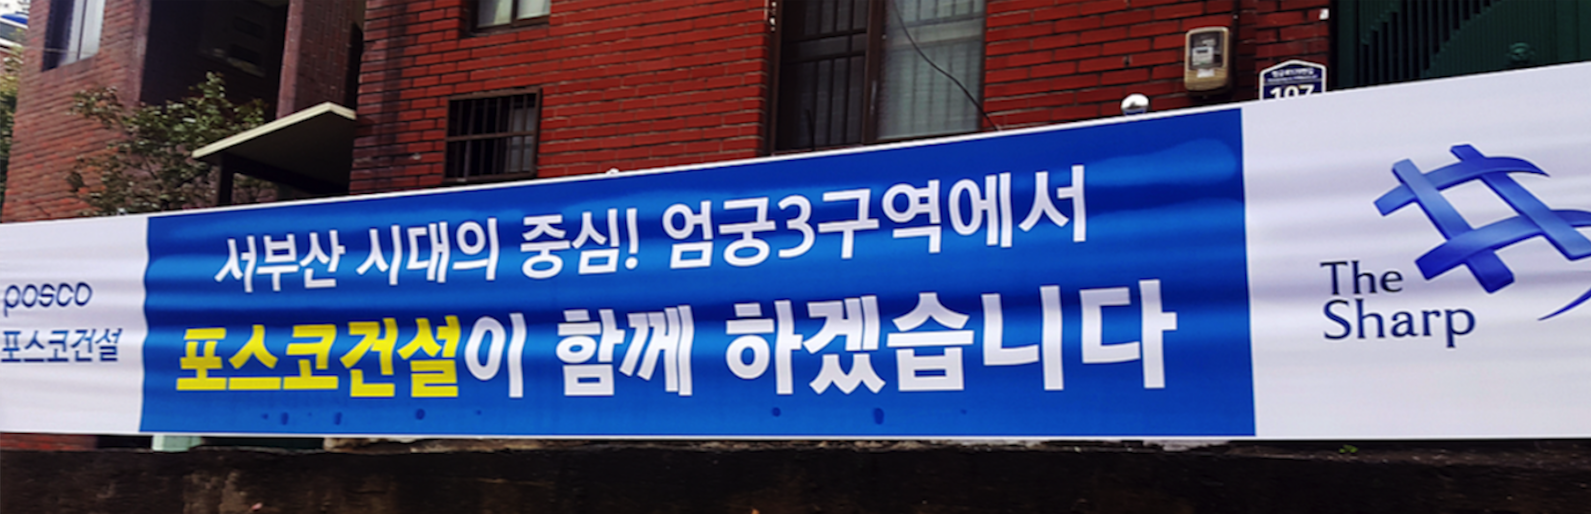 posco
포스코건설
서부산 시대의 중심! 엄궁3구역에서
포스코건설이 함께 하겠습니다
The
Sharp
107